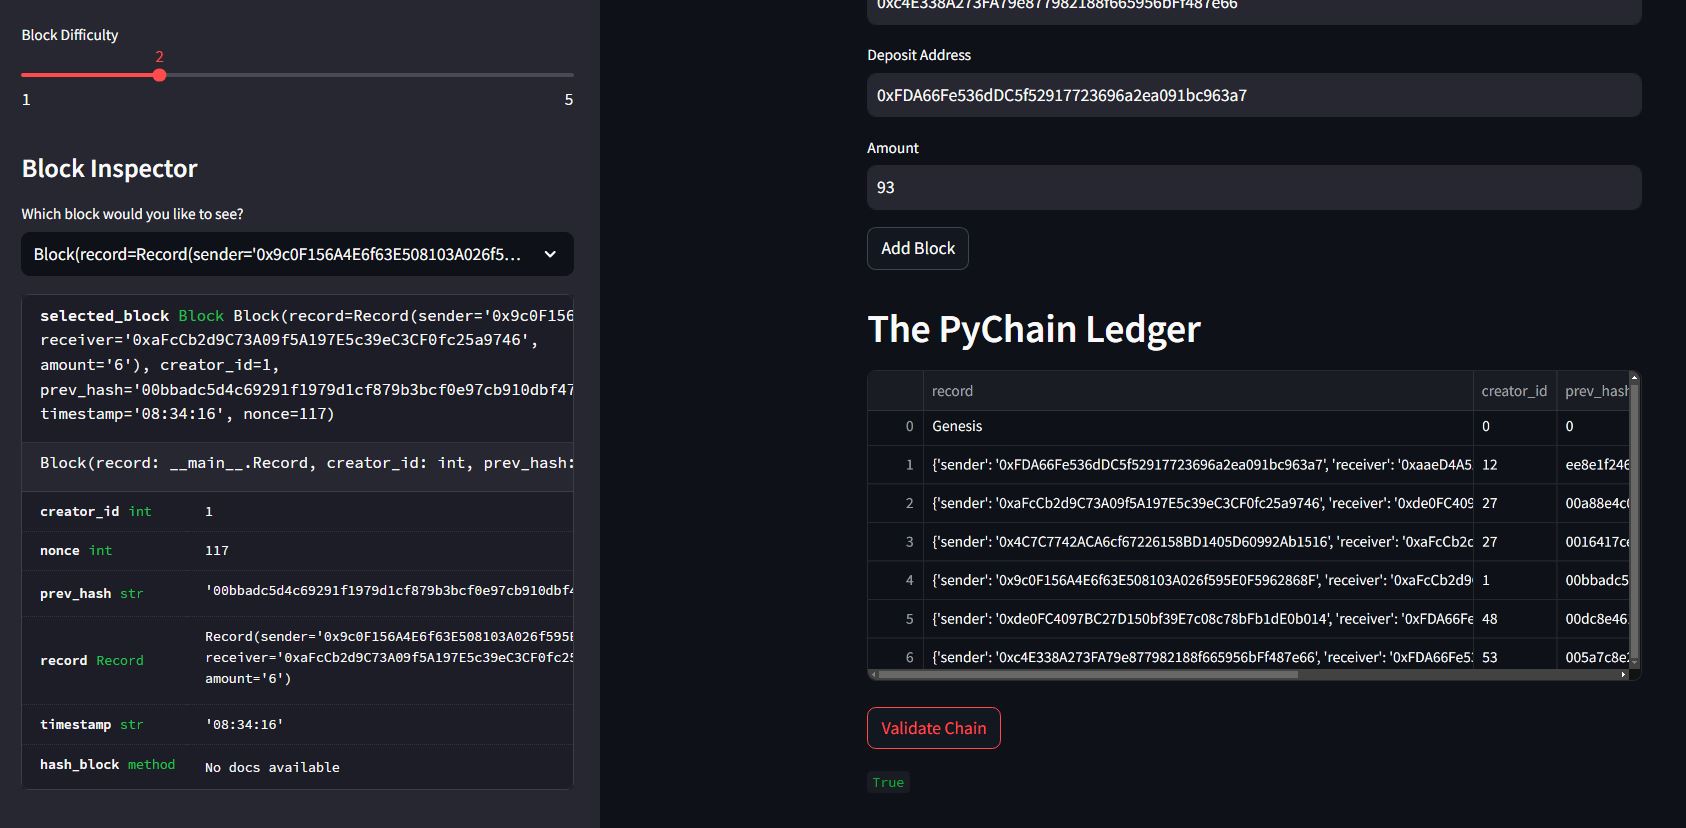 Block Difficulty
2
1
5
Block Inspector
Which block would you like to see?
Block(record=Record(sender='0x9c0F156A4E6f63E508103A026f5...
selected_block Block Block(record=Record(sender='0x9c0F156
receiver='0xaFcCb2d9C73A09f5A197E5c39eC3CF0fc25a9746',
amount='6'), creator_id=1,
prev_hash='00bbadc5d4c69291f1979d1cf879b3bcf0e97cb910dbf47
timestamp='08:34:16', nonce=117)
Block(record: __main__.Record, creator_id: int, prev_hash:
creator_id int 1
nonce int 117
prev_hash str '00bbadc5d4c69291f1979d1cf879b3bcf0e97cb910dbf4
record Record
Record(sender='0x9c0F156A4E6f63E508103A026f595E
receiver='0xaFcCb2d9C73A09f5A197E5c39eC3CF0fc25
amount='6')
timestamp str '08:34:16'
hash_block method No docs available
0xc4E338A273FA79e877982188f665956bFf487e66
Deposit Address
0xFDA66Fe536dDC5f52917723696a2ea091bc963a7
Amount
93
Add Block
The PyChain Ledger
record creator_id prev_hash
0 Genesis 0 0
1 {'sender': '0xFDA66Fe536dDC5f52917723696a2ea091bc963a7', 'receiver': '0xaaeD4A5 12 ee8e1f246
2 {'sender': '0xaFcCb2d9C73A09f5A197E5c39eC3CF0fc25a9746', 'receiver': '0xde0FC409 27 00a88e4c0
3 {'sender': '0x4C7C7742ACA6cf67226158BD1405D60992Ab1516', 'receiver': '0xaFcCb2c 27 0016417ce
4 {'sender': '0x9c0F156A4E6f63E508103A026f595E0F5962868F', 'receiver': '0xaFcCb2d9 1 00bbadc5
5 {'sender': '0xde0FC4097BC27D150bf39E7c08c78bFb1dE0b014', 'receiver': '0xFDA66Fe 48 00dc8e46
6 {'sender': '0xc4E338A273FA79e877982188f665956bFf487e66', 'receiver': '0xFDA66Fe53 53 005a7c8e2
Validate Chain
True